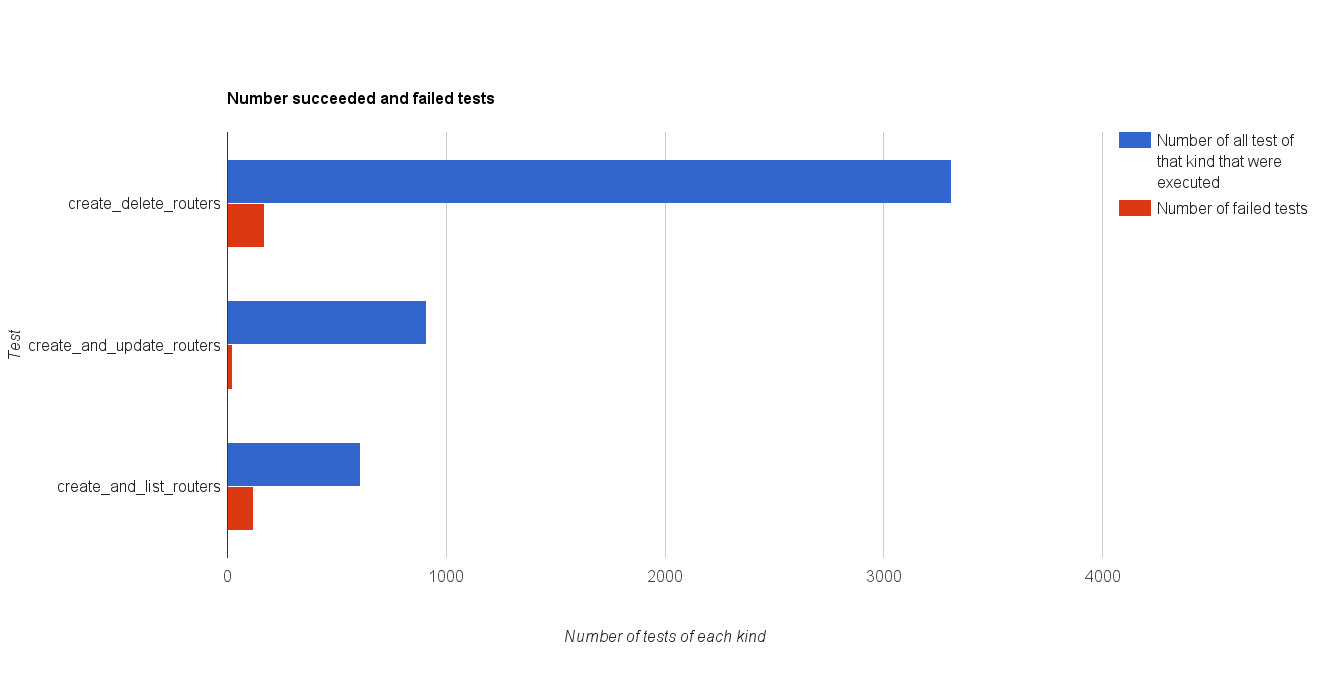 Number succeeded and failed tests
Number of all test of
that kind that were
executed
Number of failed tests
create_delete_routers
create_and_update_routers
create_and_list_routers
Test
0 1000 2000 3000 4000
Number of tests of each kind